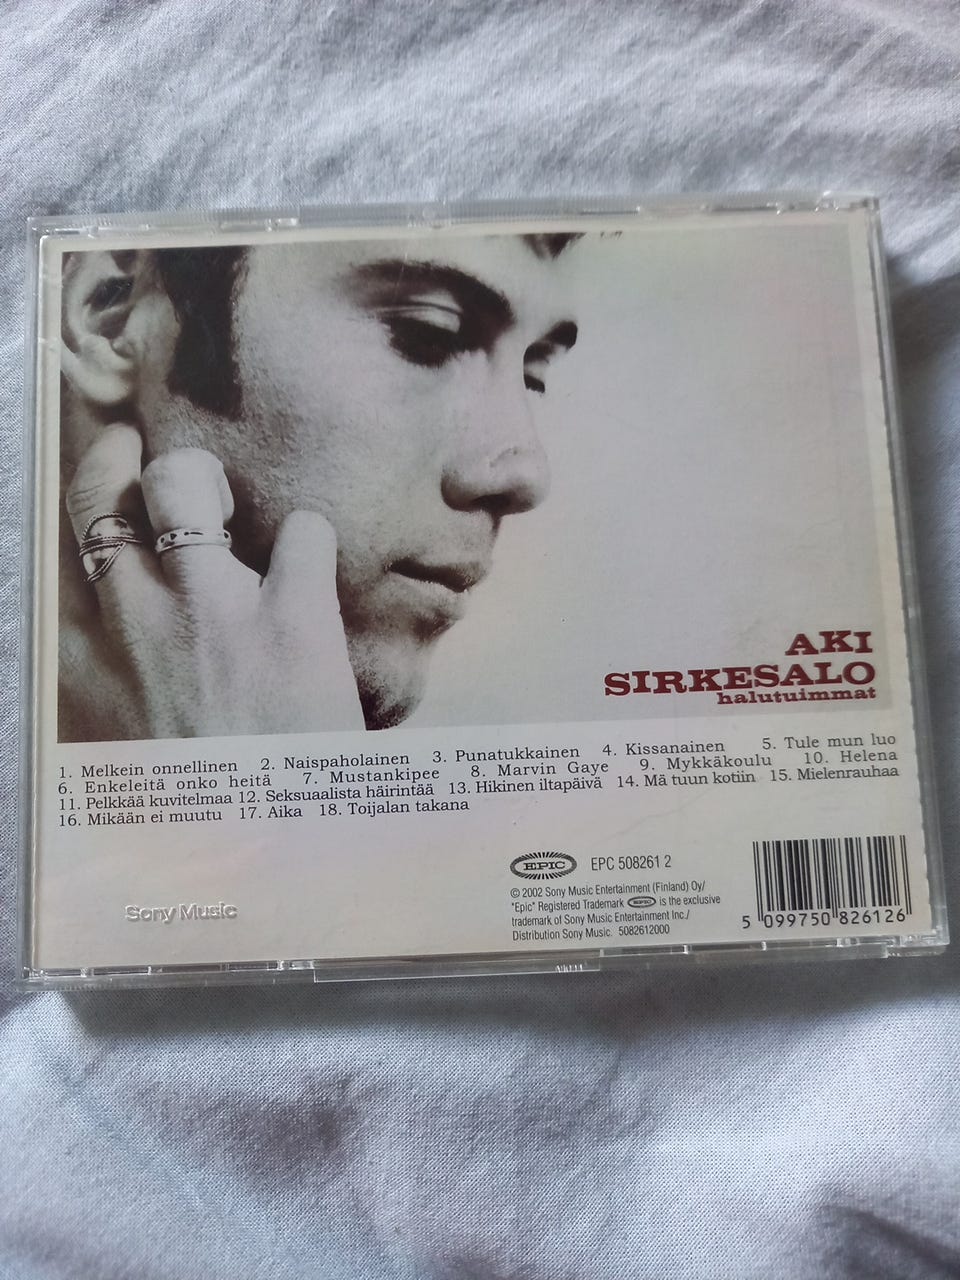 AKI
SIRKESALO
halutuimmat
1. Melkein onnellinen 2. Naispaholainen 3. Punatukkainen 4. Kissanainen 5. Tule mun luo
6. Enkeleitä onko heitä 7. Mustankipee 8. Marvin Gaye 9. Mykkäkoulu 10. Helena
11. Pelkkää kuvitelmaa 12. Seksuaalista häirintää 13. Hikinen iltapäivä 14. Mä tuun kotiin 15. Mielenrauhaa
16. Mikään ei muutu 17. Aika 18. Toijalan takana
EPIC EPC 508261 2
© 2002 Sony Music Entertainment (Finland) Oy/
"Epic" Registered Trademark EPIC is the exclusive
trademark of Sony Music Entertainment Inc./
Distribution Sony Music. 5082612000
Sony Music
5 099750 826126